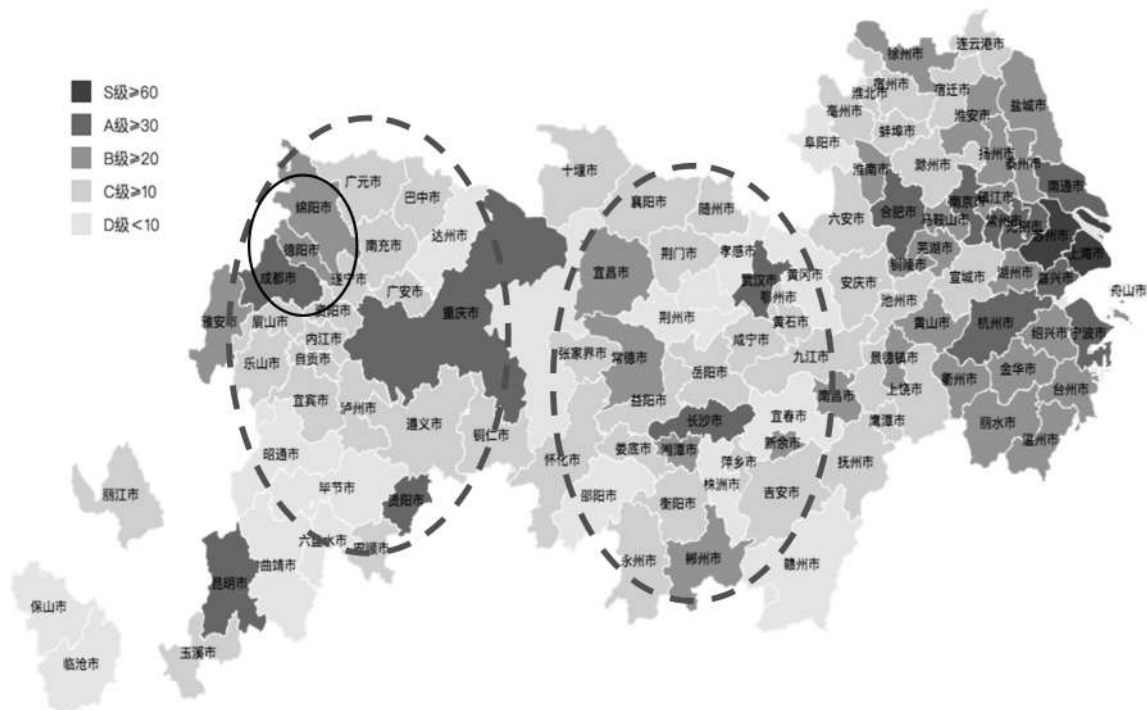 S级≥60
A级≥30
B级≥20
C级≥10
D级<10
连云港市
徐州市
宿州市
淮北市
宿迁市
亳州市
淮安市
盐城市
蚌埠市
阜阳市
扬州市
泰州市
淮南市
滁州市
南通市
南京市
镇江市
六安市
合肥市
马鞍山市
常州市
无锡市
苏州市
上海市
芜湖市
铜陵市
宣城市
湖州市
嘉兴市
舟山市
安庆市
池州市
黄山市
杭州市
绍兴市
宁波市
景德镇市
衢州市
金华市
台州市
上饶市
丽水市
温州市
鹰潭市
抚州市
南昌市
九江市
宜春市
新余市
萍乡市
吉安市
赣州市
十堰市
襄阳市
随州市
荆门市
孝感市
宜昌市
武汉市
黄冈市
鄂州市
荆州市
黄石市
咸宁市
张家界市
常德市
岳阳市
益阳市
长沙市
娄底市
湘潭市
怀化市
株洲市
邵阳市
衡阳市
永州市
郴州市
广元市
巴中市
绵阳市
达州市
德阳市
南充市
成都市
遂宁市
广安市
重庆市
资阳市
雅安市
眉山市
内江市
乐山市
自贡市
宜宾市
泸州市
遵义市
铜仁市
昭通市
毕节市
贵阳市
六盘水市
安顺市
曲靖市
丽江市
昆明市
保山市
玉溪市
临沧市